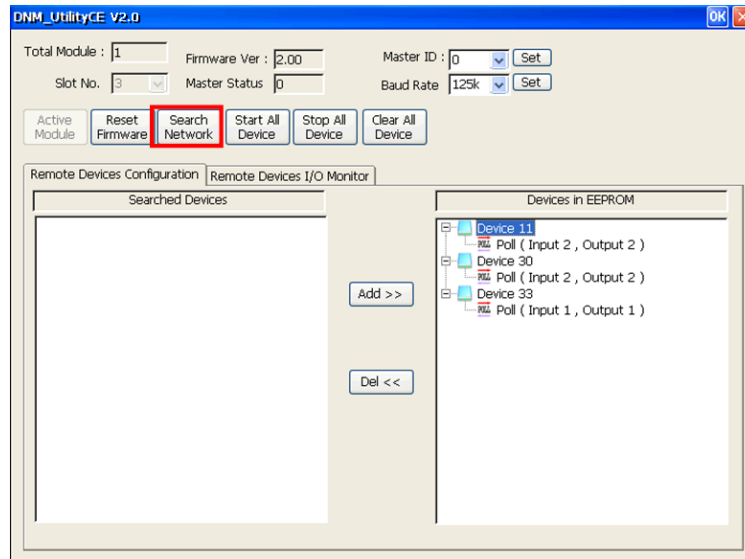 DNM_UtilityCE V2.0 OK
Total Module : 1 Firmware Ver : 2.00 Master ID : 0 Set
Slot No. 3 Master Status 0 Baud Rate 125k Set
Active Module Reset Firmware Search Network Start All Device Stop All Device Clear All Device
Remote Devices Configuration Remote Devices I/O Monitor
Searched Devices Devices in EEPROM
Device 11
POLL Poll ( Input 2 , Output 2 )
Device 30
POLL Poll ( Input 2 , Output 2 )
Device 33
POLL Poll ( Input 1 , Output 1 )
Add >>
Del <<